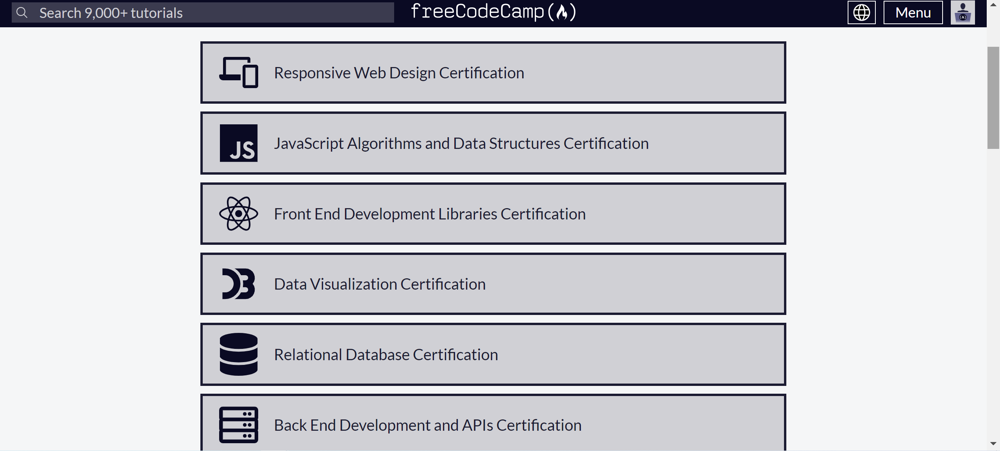 Search 9,000+ tutorials
freeCodeCamp(🔥)
Menu
Responsive Web Design Certification
JS
JavaScript Algorithms and Data Structures Certification
Front End Development Libraries Certification
D3
Data Visualization Certification
Relational Database Certification
Back End Development and APIs Certification